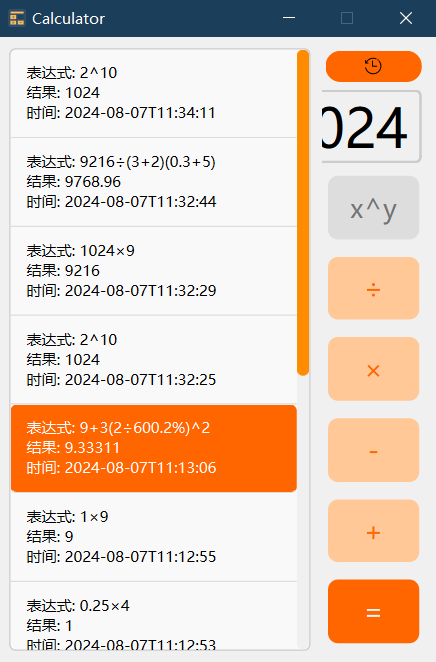 Calculator
表达式: 2^10
结果: 1024
时间: 2024-08-07T11:34:11
表达式: 9216÷(3+2)(0.3+5)
结果: 9768.96
时间: 2024-08-07T11:32:44
表达式: 1024×9
结果: 9216
时间: 2024-08-07T11:32:29
表达式: 2^10
结果: 1024
时间: 2024-08-07T11:32:25
表达式: 9+3(2÷600.2%)^2
结果: 9.33311
时间: 2024-08-07T11:13:06
表达式: 1×9
结果: 9
时间: 2024-08-07T11:12:55
表达式: 0.25×4
结果: 1
时间: 2024-08-07T11:12:53
024
x^y
÷
×
-
+
=